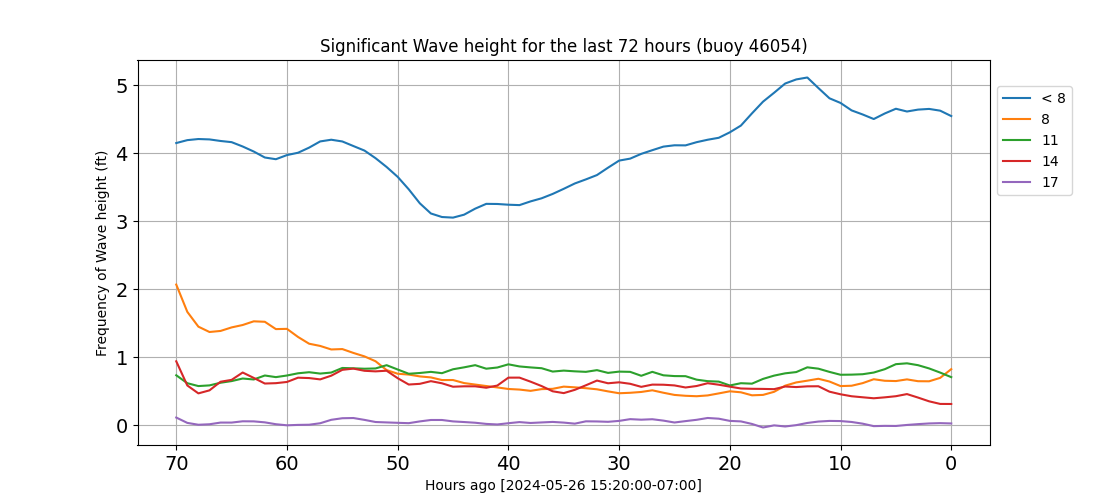 Significant Wave height for the last 72 hours (buoy 46054)
Frequency of Wave height (ft)
5
4
3
2
1
0
70 60 50 40 30 20 10 0
Hours ago [2024-05-26 15:20:00-07:00]
< 8
8
11
14
17